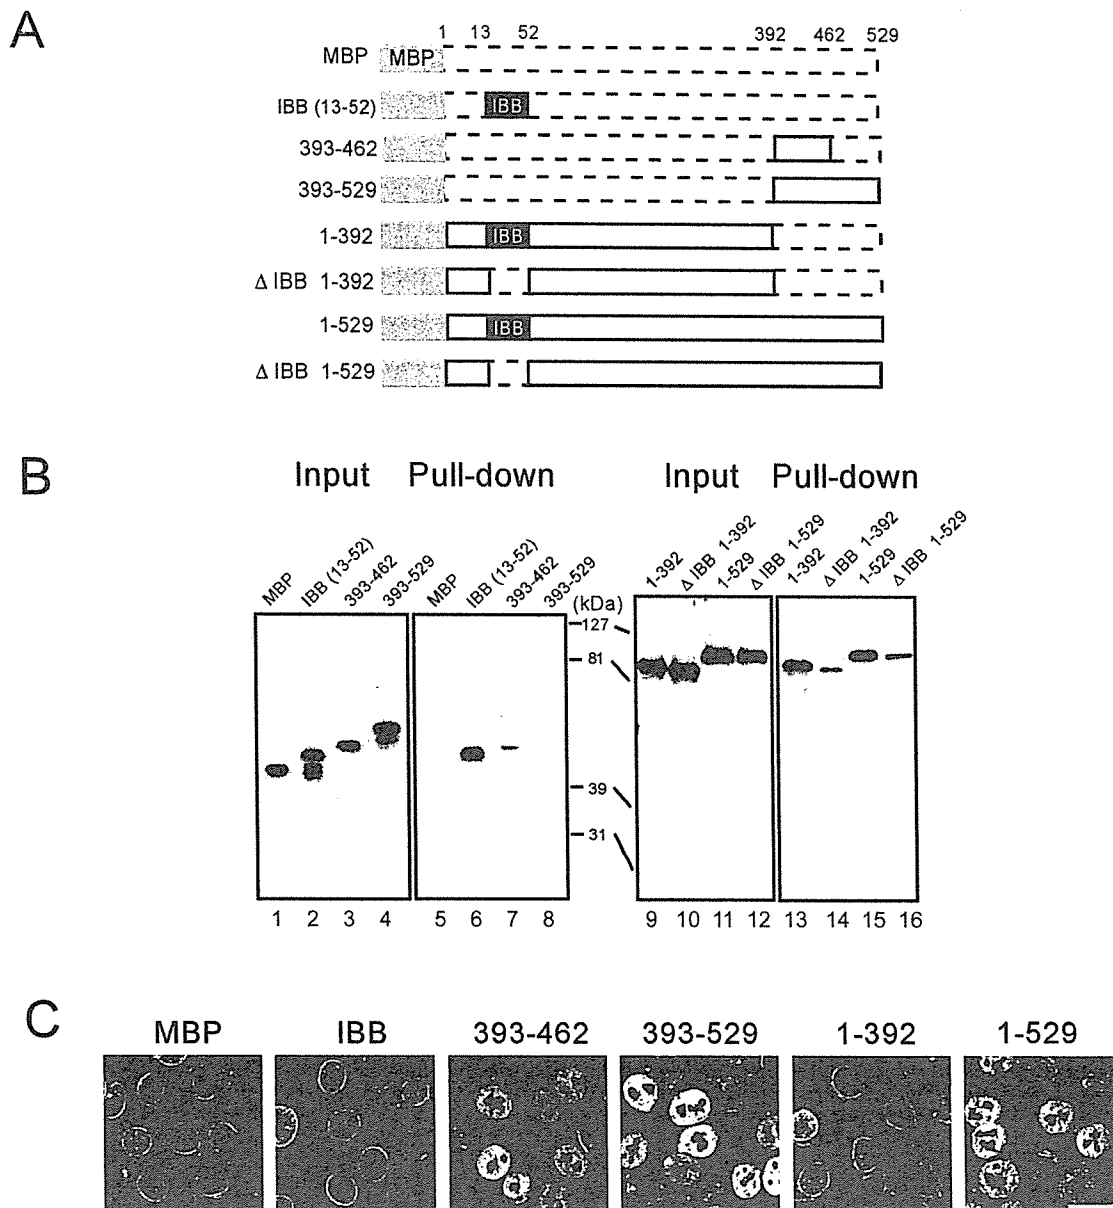 A
1 13 52 392 462 529
MBP MBP
IBB (13-52) IBB
393-462
393-529
1-392 IBB
Δ IBB 1-392
1-529 IBB
Δ IBB 1-529
B
Input Pull-down Input Pull-down
MBP IBB (13-52) 393-462 393-529 MBP IBB (13-52) 393-462 393-529 1-392 Δ IBB 1-392 1-529 Δ IBB 1-529 1-392 Δ IBB 1-392 1-529 Δ IBB 1-529
(kDa)
127
81
39
31
1 2 3 4 5 6 7 8 9 10 11 12 13 14 15 16
C
MBP IBB 393-462 393-529 1-392 1-529